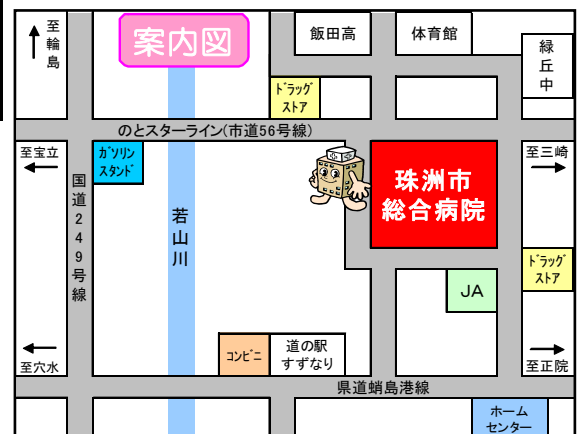 案内図
至輪島
飯田高
体育館
緑丘中
ドラッグ
ストア
のとスターライン(市道56号線)
至宝立
ガソリン
スタンド
国道249号線
若山川
珠洲市
総合病院
至三崎
ドラッグ
ストア
JA
至穴水
コンビニ
道の駅
すずなり
至正院
県道蛸島港線
ホーム
センター